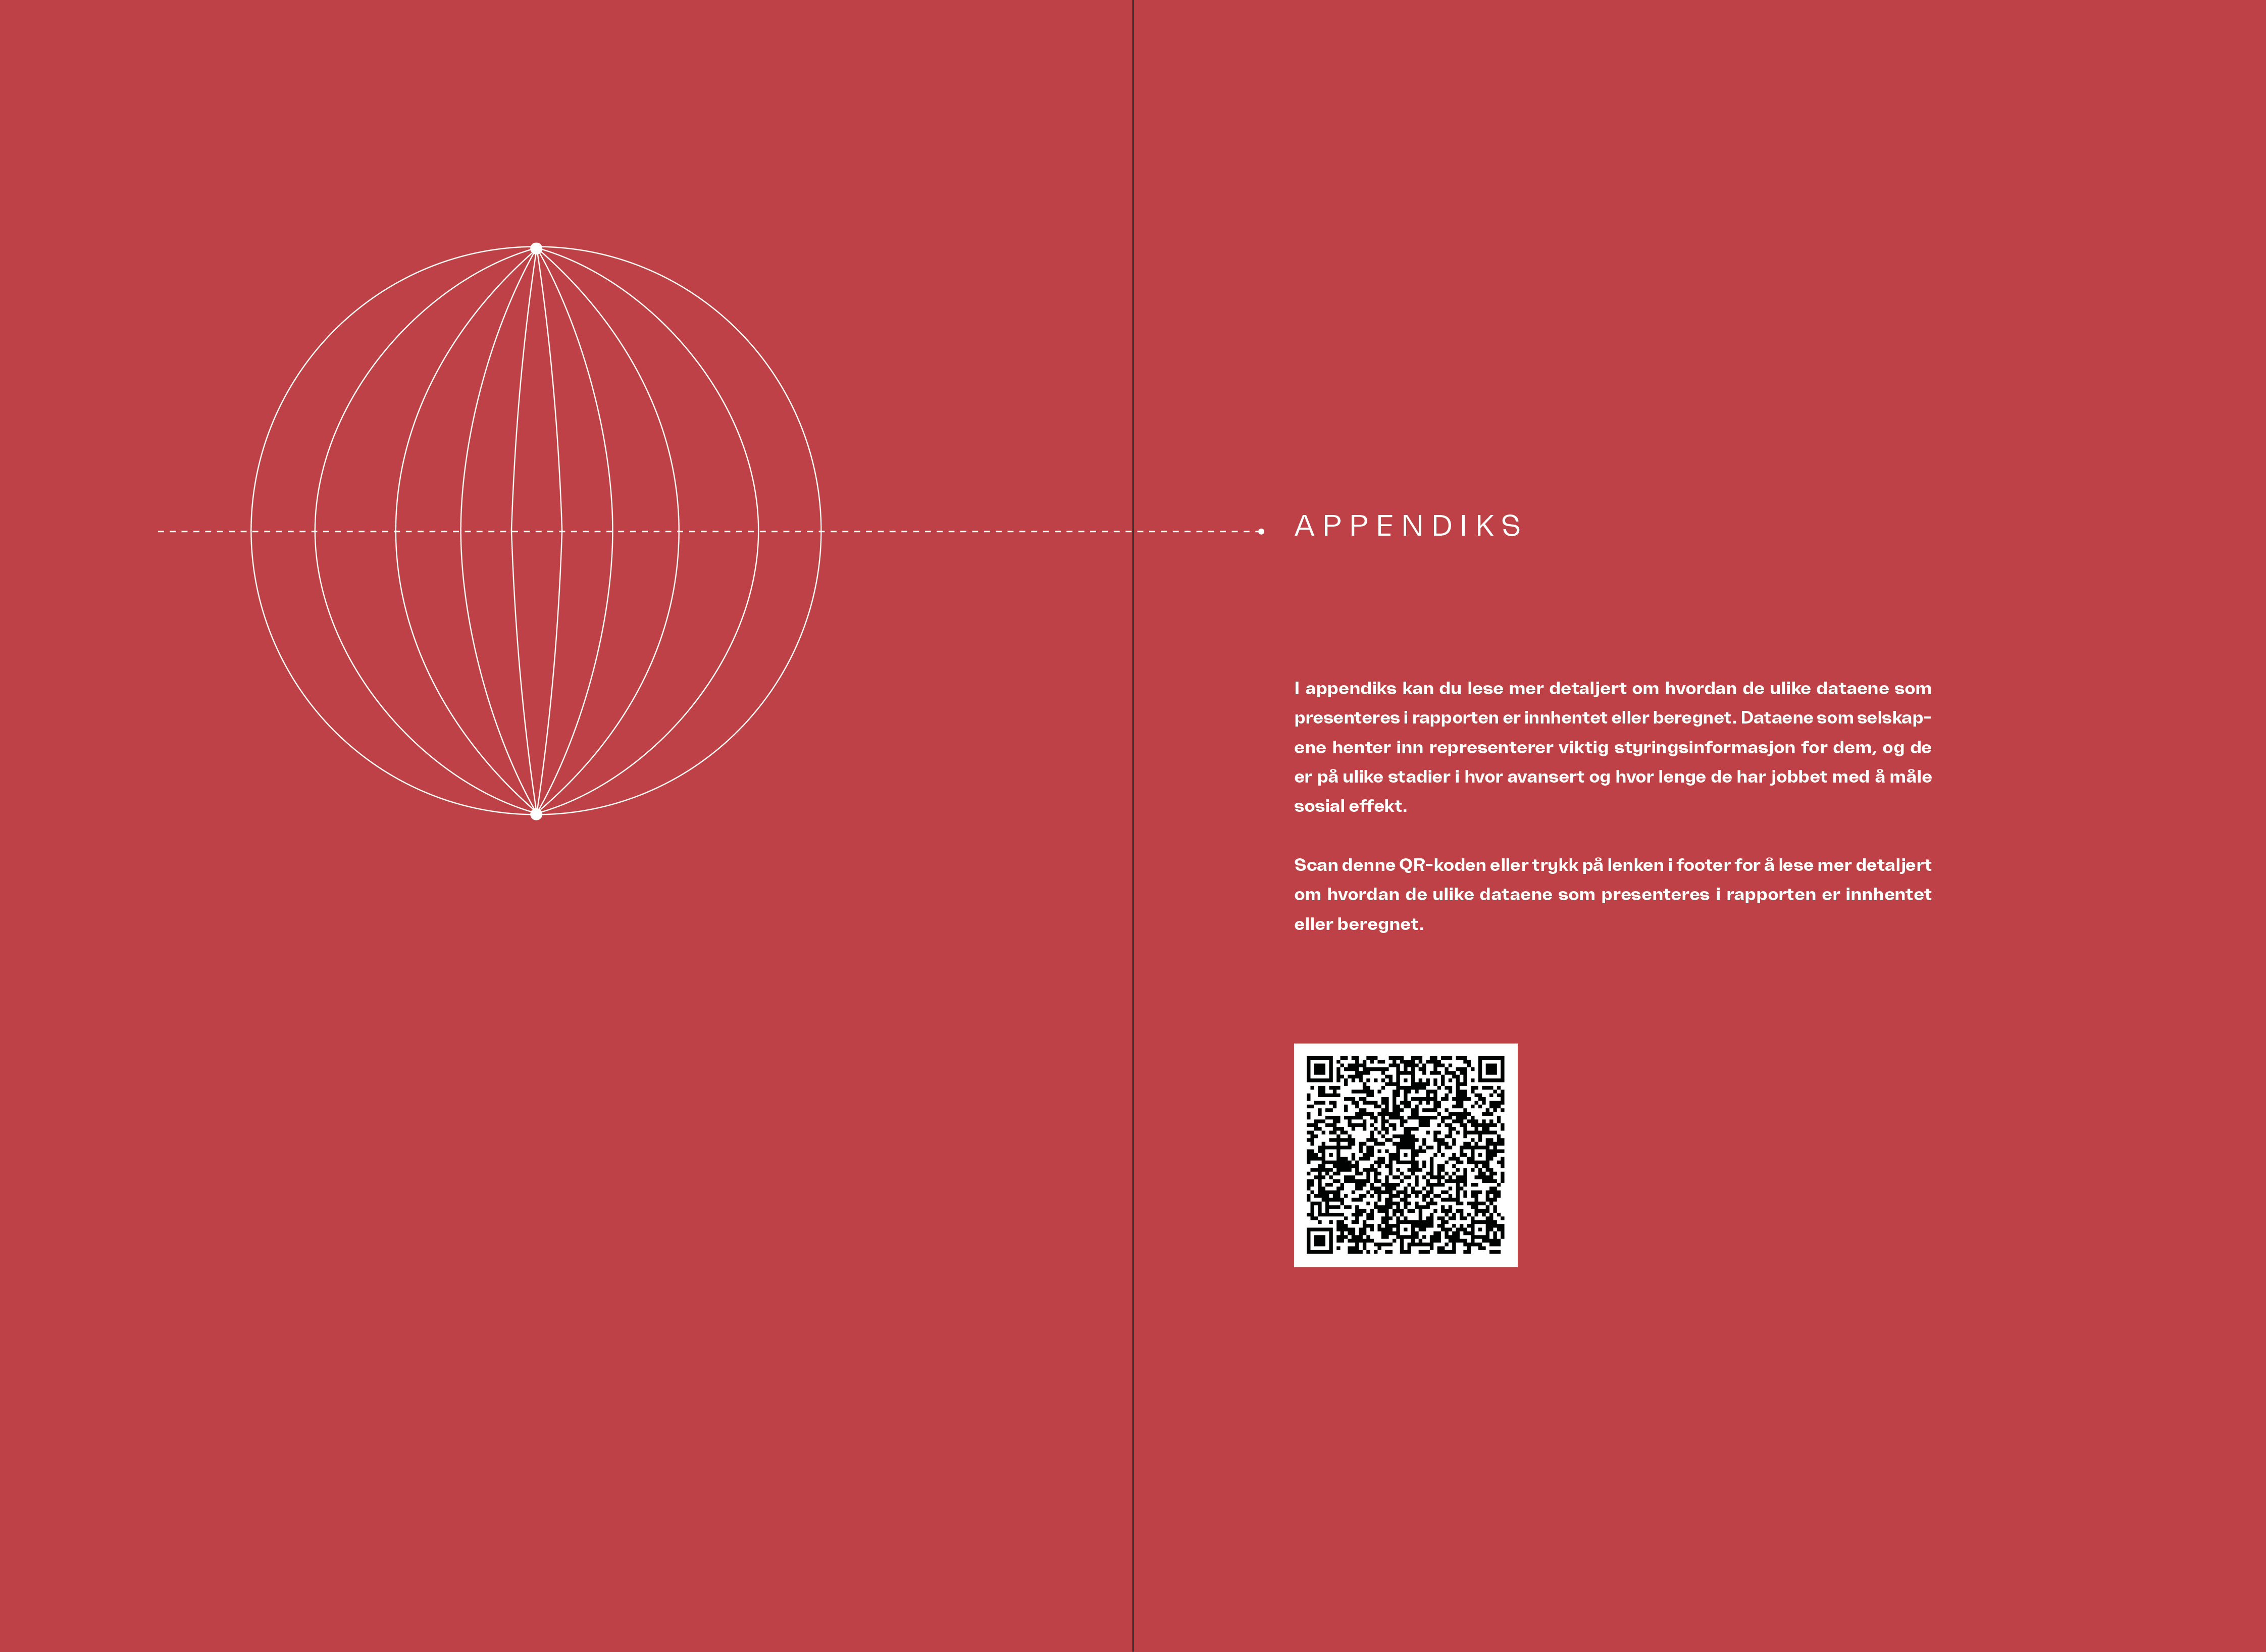 APPENDIKS
I appendiks kan du lese mer detaljert om hvordan de ulike dataene som
presenteres i rapporten er innhentet eller beregnet. Dataene som selskap-
ene henter inn representerer viktig styringsinformasjon for dem, og de
er på ulike stadier i hvor avansert og hvor lenge de har jobbet med å måle
sosial effekt.
Scan denne QR-koden eller trykk på lenken i footer for å lese mer detaljert
om hvordan de ulike dataene som presenteres i rapporten er innhentet
eller beregnet.